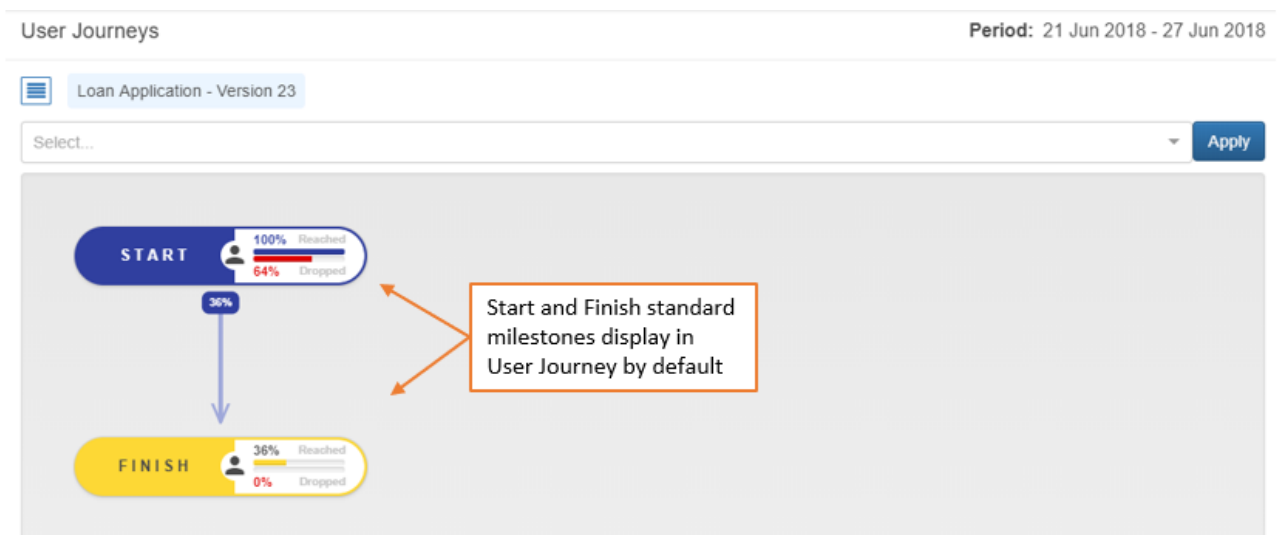 User Journeys
Period: 21 Jun 2018 - 27 Jun 2018
Loan Application - Version 23
Select...
Apply
START
100% Reached
64% Dropped
36%
Start and Finish standard
milestones display in
User Journey by default
FINISH
36% Reached
0% Dropped